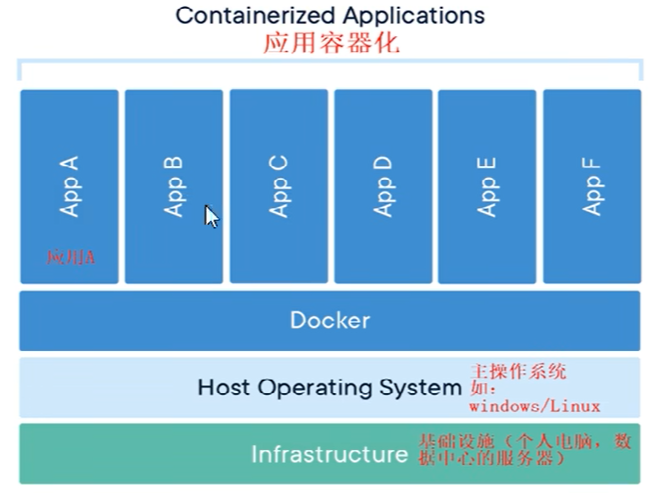 Containerized Applications
应用容器化
App A
App B
App C
App D
App E
App F
应用A
Docker
Host Operating System
主操作系统
如:
windows/Linux
Infrastructure
基础设施（个人电脑，数
据中心的服务器）